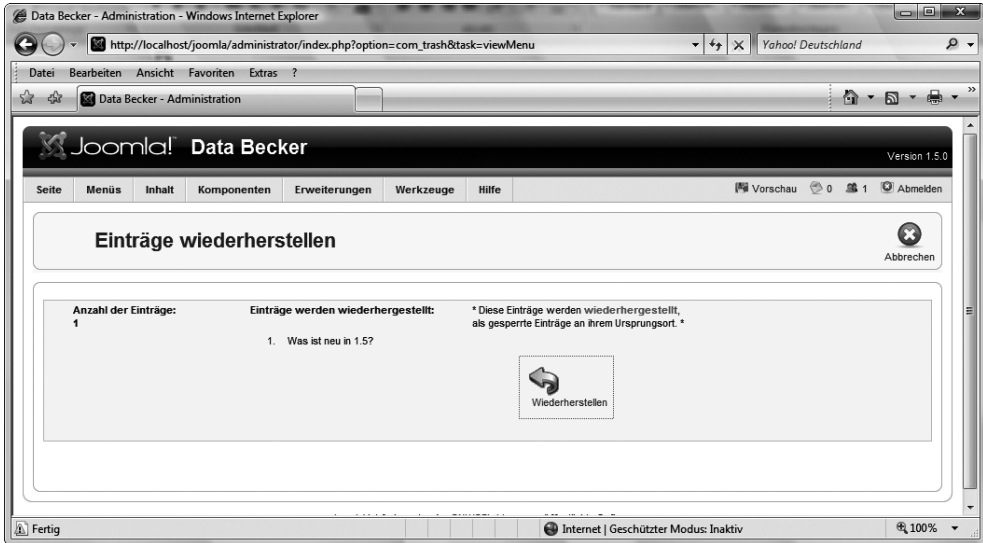 Data Becker - Administration - Windows Internet Explorer
http://localhost/joomla/administrator/index.php?option=com_trash&task=viewMenu
Yahoo! Deutschland
Datei Bearbeiten Ansicht Favoriten Extras ?
Data Becker - Administration
Joomla! Data Becker
Version 1.5.0
Seite Menüs Inhalt Komponenten Erweiterungen Werkzeuge Hilfe Vorschau 0 1 Abmelden
Einträge wiederherstellen
Abbrechen
Anzahl der Einträge: Einträge werden wiederhergestellt: * Diese Einträge werden wiederhergestellt,
1 als gesperrte Einträge an ihrem Ursprungsort. *
1. Was ist neu in 1.5?
Wiederherstellen
Fertig Internet | Geschützter Modus: Inaktiv 100%